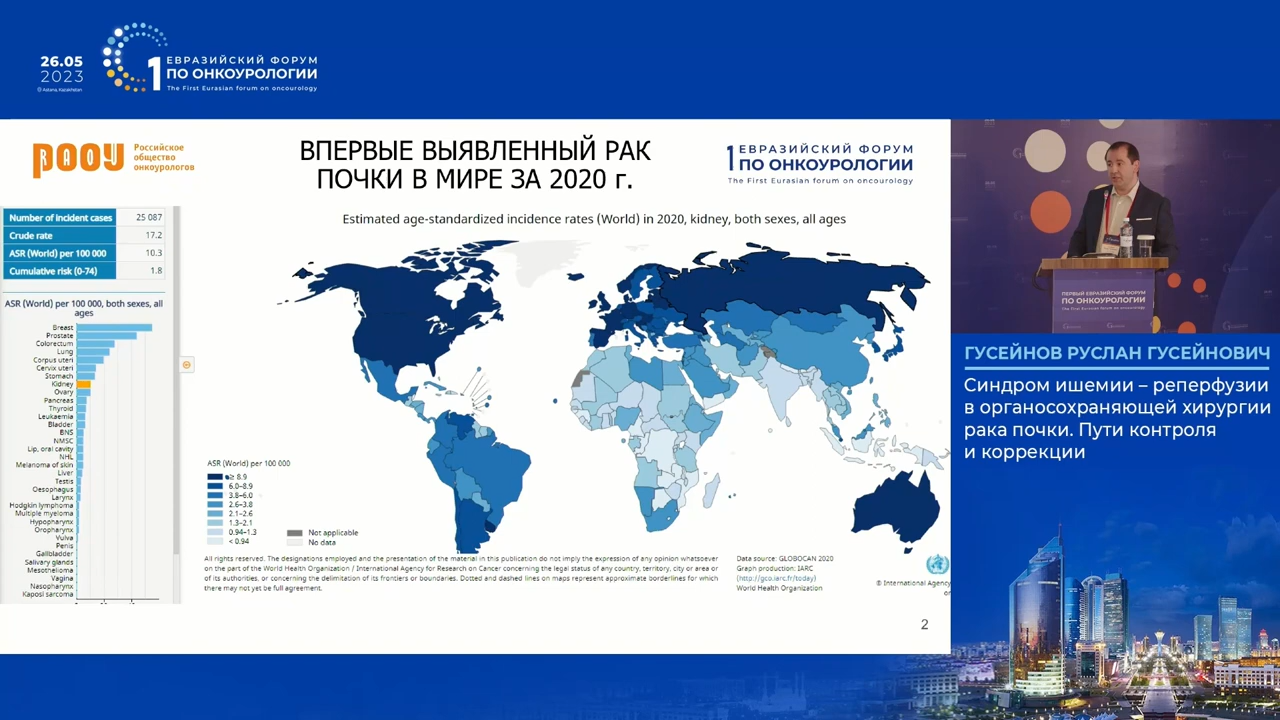 26.05
2023
Astana, Kazakhstan
1
ЕВРАЗИЙСКИЙ ФОРУМ
ПО ОНКОУРОЛОГИИ
The First Eurasian forum on oncourology
РООУ
RAOU
Российское
общество
онкоурологов
ВПЕРВЫЕ ВЫЯВЛЕННЫЙ РАК
ПОЧКИ В МИРЕ ЗА 2020 г.
1 ЕВРАЗИЙСКИЙ ФОРУМ
ПО ОНКОУРОЛОГИИ
The First Eurasian forum on oncourology
Number of incident cases 25 087
Crude rate 17.2
ASR (World) per 100 000 10.3
Cumulative risk (0-74) 1.8
ASR (World) per 100 000, both sexes, all
ages
Breast
Prostate
Colorectum
Lung
Corpus uteri
Cervix uteri
Stomach
Kidney
Ovary
Pancreas
Thyroid
Leukaemia
Bladder
BNS
NMSC
Lip, oral cavity
NHL
Melanoma of skin
Liver
Testis
Oesophagus
Larynx
Hodgkin lymphoma
Multiple myeloma
Hypopharynx
Oropharynx
Vulva
Penis
Gallbladder
Salivary glands
Mesothelioma
Vagina
Nasopharynx
Kaposi sarcoma
Estimated age-standardized incidence rates (World) in 2020, kidney, both sexes, all ages
ASR (World) per 100 000
≥ 8.9
6.0–8.9
3.8–6.0
2.6–3.8
2.1–2.6
1.3–2.1
0.94–1.3
< 0.94
Not applicable
No data
All rights reserved. The designations employed and the presentation of the material in this publication do not imply the expression of any opinion whatsoever
on the part of the World Health Organization / International Agency for Research on Cancer concerning the legal status of any country, territory, city or area
or of its authorities, or concerning the delimitation of its frontiers or boundaries. Dotted and dashed lines on maps represent approximate borderlines for which
there may not yet be full agreement.
Data source: GLOBOCAN 2020
Graph production: IARC
(http://gco.iarc.fr/today)
World Health Organization
© International Agency
2
ПЕРВЫЙ ЕВРАЗИЙСКИЙ ФОРУМ
ПО ОНКОУРОЛОГИИ
The First Eurasian forum on oncourology
ГУСЕЙНОВ РУСЛАН ГУСЕЙНОВИЧ
Синдром ишемии – реперфузии
в органосохраняющей хирургии
рака почки. Пути контроля
и коррекции